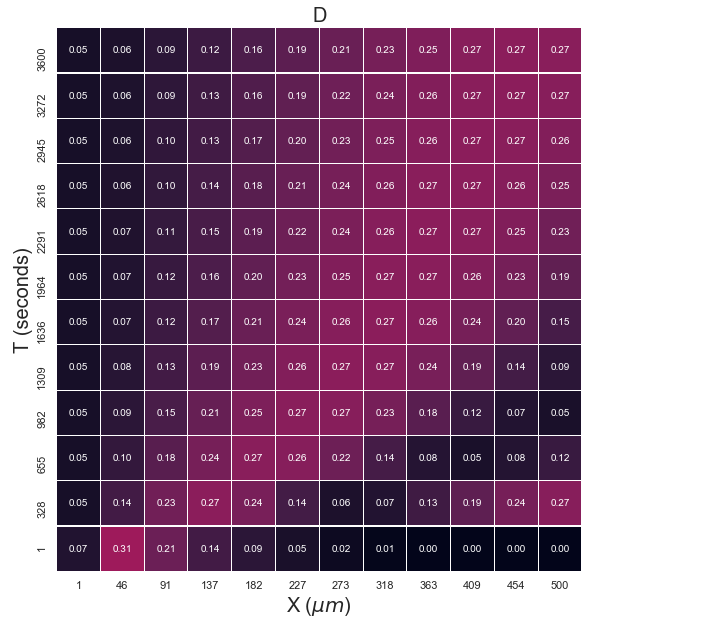 D
3600 0.05 0.06 0.09 0.12 0.16 0.19 0.21 0.23 0.25 0.27 0.27 0.27
3272 0.05 0.06 0.09 0.13 0.16 0.19 0.22 0.24 0.26 0.27 0.27 0.27
2945 0.05 0.06 0.10 0.13 0.17 0.20 0.23 0.25 0.26 0.27 0.27 0.26
2618 0.05 0.06 0.10 0.14 0.18 0.21 0.24 0.26 0.27 0.27 0.26 0.25
2291 0.05 0.07 0.11 0.15 0.19 0.22 0.24 0.26 0.27 0.27 0.25 0.23
1964 0.05 0.07 0.12 0.16 0.20 0.23 0.25 0.27 0.27 0.26 0.23 0.19
1636 0.05 0.07 0.12 0.17 0.21 0.24 0.26 0.27 0.26 0.24 0.20 0.15
1309 0.05 0.08 0.13 0.19 0.23 0.26 0.27 0.27 0.24 0.19 0.14 0.09
982 0.05 0.09 0.15 0.21 0.25 0.27 0.27 0.23 0.18 0.12 0.07 0.05
655 0.05 0.10 0.18 0.24 0.27 0.26 0.22 0.14 0.08 0.05 0.08 0.12
328 0.05 0.14 0.23 0.27 0.24 0.14 0.06 0.07 0.13 0.19 0.24 0.27
1 0.07 0.31 0.21 0.14 0.09 0.05 0.02 0.01 0.00 0.00 0.00 0.00
1 46 91 137 182 227 273 318 363 409 454 500
X (μm)
T (seconds)